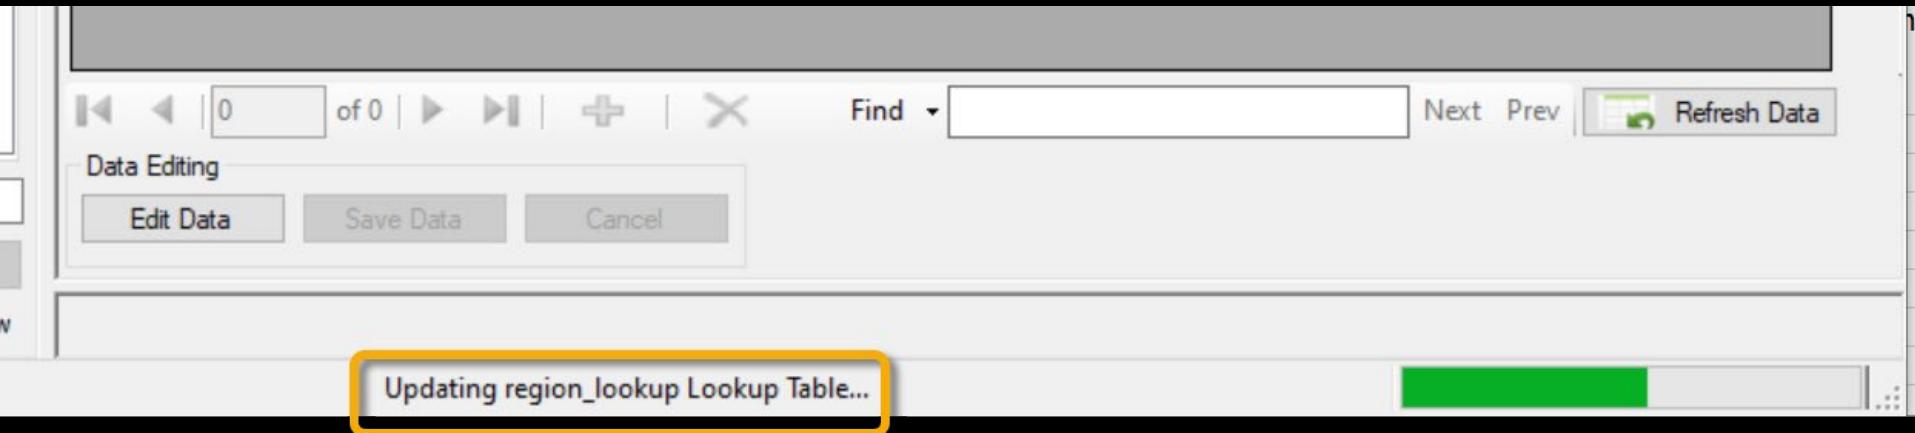 0 of 0 Find Next Prev Refresh Data
Data Editing
Edit Data Save Data Cancel
w
Updating region_lookup Lookup Table...